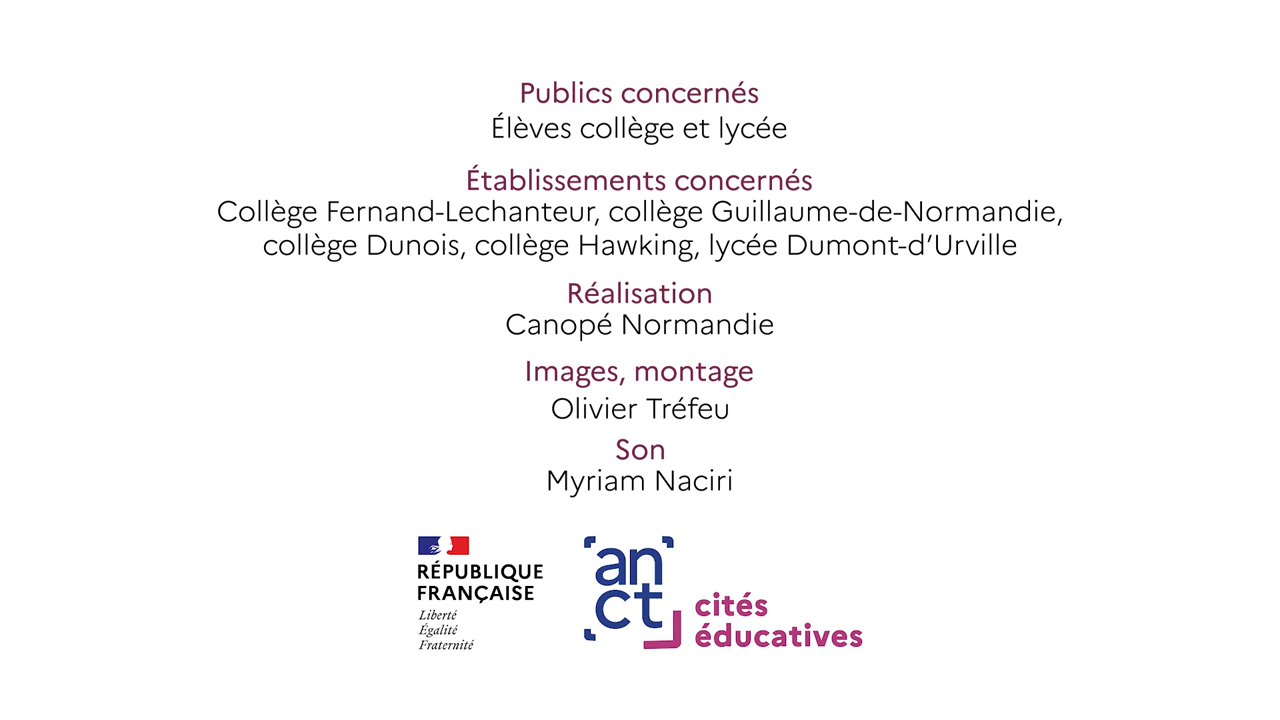 Publics concernés
Élèves collège et lycée
Établissements concernés
Collège Fernand-Lechanteur, collège Guillaume-de-Normandie,
collège Dunois, collège Hawking, lycée Dumont-d’Urville
Réalisation
Canopé Normandie
Images, montage
Olivier Tréfeu
Son
Myriam Naciri
RÉPUBLIQUE
FRANÇAISE
Liberté
Égalité
Fraternité
an
ct
cités
éducatives